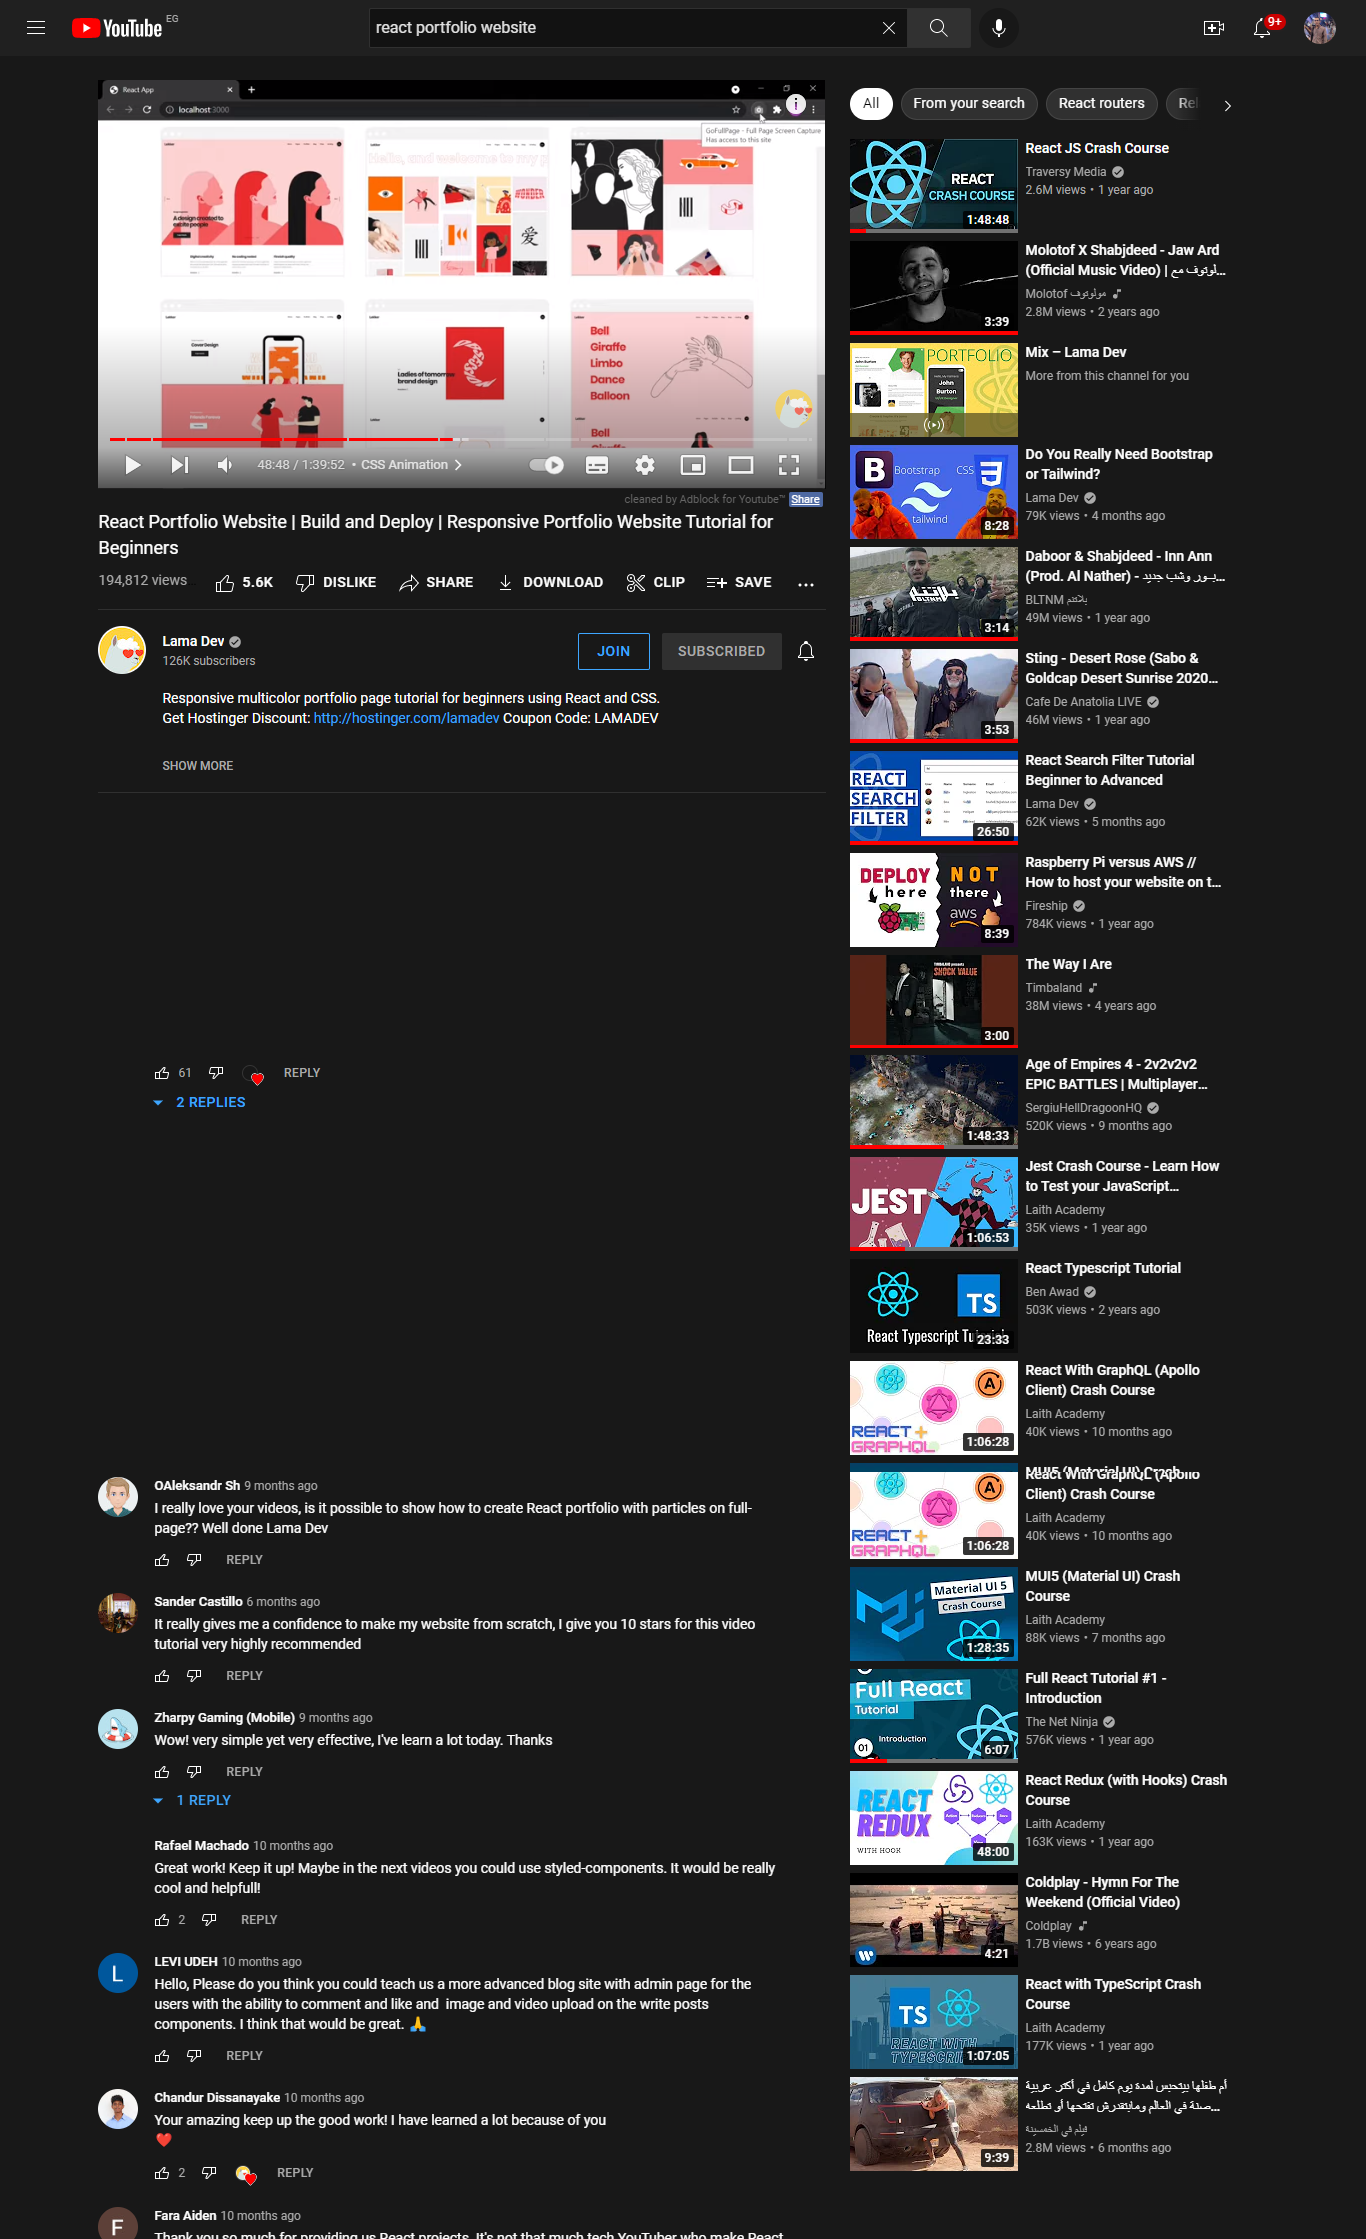 YouTube EG
react portfolio website
9+
React App
localhost:3000
GoFullPage - Full Page Screen Capture
Has access to this site
A design created to
excite people
Hello, and welcome to my p
爱
Cover Design
Ladies of tomorrow
brand design
Bell
Giraffe
Limbo
Dance
Balloon
Bell
48:48 / 1:39:52 • CSS Animation
cleaned by Adblock for Youtube™ Share
React Portfolio Website | Build and Deploy | Responsive Portfolio Website Tutorial for
Beginners
194,812 views 5.6K DISLIKE SHARE DOWNLOAD CLIP SAVE
Lama Dev
126K subscribers
JOIN SUBSCRIBED
Responsive multicolor portfolio page tutorial for beginners using React and CSS.
Get Hostinger Discount: http://hostinger.com/lamadev Coupon Code: LAMADEV
SHOW MORE
61 REPLY
2 REPLIES
OAleksandr Sh 9 months ago
I really love your videos, is it possible to show how to create React portfolio with particles on full-
page?? Well done Lama Dev
REPLY
Sander Castillo 6 months ago
It really gives me a confidence to make my website from scratch, I give you 10 stars for this video
tutorial very highly recommended
REPLY
Zharpy Gaming (Mobile) 9 months ago
Wow! very simple yet very effective, I've learn a lot today. Thanks
REPLY
1 REPLY
Rafael Machado 10 months ago
Great work! Keep it up! Maybe in the next videos you could use styled-components. It would be really
cool and helpfull!
2 REPLY
L
LEVI UDEH 10 months ago
Hello, Please do you think you could teach us a more advanced blog site with admin page for the
users with the ability to comment and like and image and video upload on the write posts
components. I think that would be great. 🙏
REPLY
Chandur Dissanayake 10 months ago
Your amazing keep up the good work! I have learned a lot because of you
❤️
2 REPLY
F
Fara Aiden 10 months ago
Thank you so much for providing us React projects. It's not that much tech YouTuber who make React
All From your search React routers Rel
REACT
CRASH COURSE
1:48:48
React JS Crash Course
Traversy Media
2.6M views • 1 year ago
3:39
Molotof X Shabjdeed - Jaw Ard
(Official Music Video) | لوتوف مع...
Molotof مولوتوف
2.8M views • 2 years ago
PORTFOLIO
John Burton
John
Burton
Mix – Lama Dev
More from this channel for you
B Bootstrap CSS 3
tailwind
8:28
Do You Really Need Bootstrap
or Tailwind?
Lama Dev
79K views • 4 months ago
بلاتنم
BLTNM
3:14
Daboor & Shabjdeed - Inn Ann
(Prod. Al Nather) - بور وشب جديد...
BLTNM بلاتنم
49M views • 1 year ago
3:53
Sting - Desert Rose (Sabo &
Goldcap Desert Sunrise 2020...
Cafe De Anatolia LIVE
46M views • 1 year ago
REACT
SEARCH
FILTER
26:50
React Search Filter Tutorial
Beginner to Advanced
Lama Dev
62K views • 5 months ago
DEPLOY NOT
here there
aws
8:39
Raspberry Pi versus AWS //
How to host your website on t...
Fireship
784K views • 1 year ago
TIMBALAND presents
SHOCK VALUE
3:00
The Way I Are
Timbaland
38M views • 4 years ago
1:48:33
Age of Empires 4 - 2v2v2v2
EPIC BATTLES | Multiplayer...
SergiuHellDragoonHQ
520K views • 9 months ago
JEST
1:06:53
Jest Crash Course - Learn How
to Test your JavaScript...
Laith Academy
35K views • 1 year ago
TS
React Typescript Tutorial
23:33
React Typescript Tutorial
Ben Awad
503K views • 2 years ago
A
REACT +
GRAPHQL
1:06:28
React With GraphQL (Apollo
Client) Crash Course
Laith Academy
40K views • 10 months ago
MUI5 (Material UI) Crash
A
REACT +
GRAPHQL
1:06:28
React With GraphQL (Apollo
Client) Crash Course
Laith Academy
40K views • 10 months ago
Material UI 5
Crash Course
1:28:35
MUI5 (Material UI) Crash
Course
Laith Academy
88K views • 7 months ago
Full React
Tutorial
01 Introduction
6:07
Full React Tutorial #1 -
Introduction
The Net Ninja
576K views • 1 year ago
REACT
REDUX
WITH HOOK
48:00
React Redux (with Hooks) Crash
Course
Laith Academy
163K views • 1 year ago
4:21
Coldplay - Hymn For The
Weekend (Official Video)
Coldplay
1.7B views • 6 years ago
TS
REACT WITH
TYPESCRIPT
1:07:05
React with TypeScript Crash
Course
Laith Academy
177K views • 1 year ago
9:39
أم طفلها بيتحبس لمدة يوم كامل في أكتر عربية
صنة في العالم ومابتقدرش تفتحها أو تطلعه...
فيلم في الخمسينة
2.8M views • 6 months ago